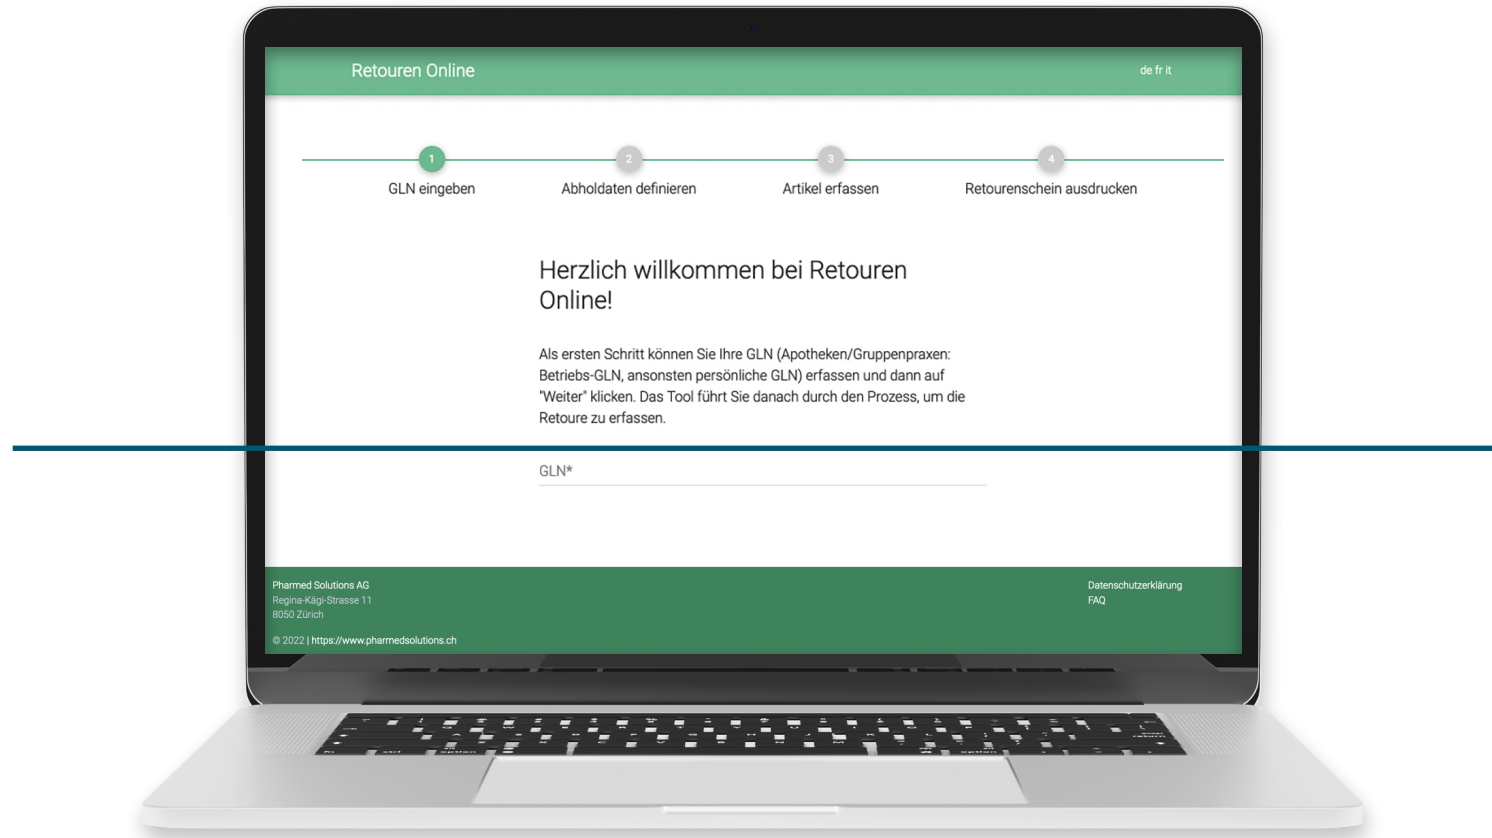 Retouren Online
de fr it
1
2
3
4
GLN eingeben
Abholdaten definieren
Artikel erfassen
Retourenschein ausdrucken
Herzlich willkommen bei Retouren
Online!
Als ersten Schritt können Sie Ihre GLN (Apotheken/Gruppenpraxen:
Betriebs-GLN, ansonsten persönliche GLN) erfassen und dann auf
"Weiter" klicken. Das Tool führt Sie danach durch den Prozess, um die
Retoure zu erfassen.
GLN*
Pharmed Solutions AG
Regina-Kägi-Strasse 11
8050 Zürich
© 2022 | https://www.pharmedsolutions.ch
Datenschutzerklärung
FAQ